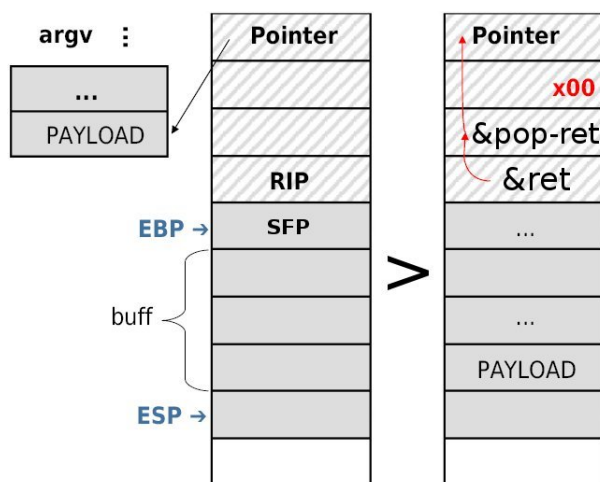 argv ⋮
...
PAYLOAD
Pointer
RIP
EBP → SFP
buff
ESP →
>
Pointer
x00
&pop-ret
&ret
...
...
PAYLOAD